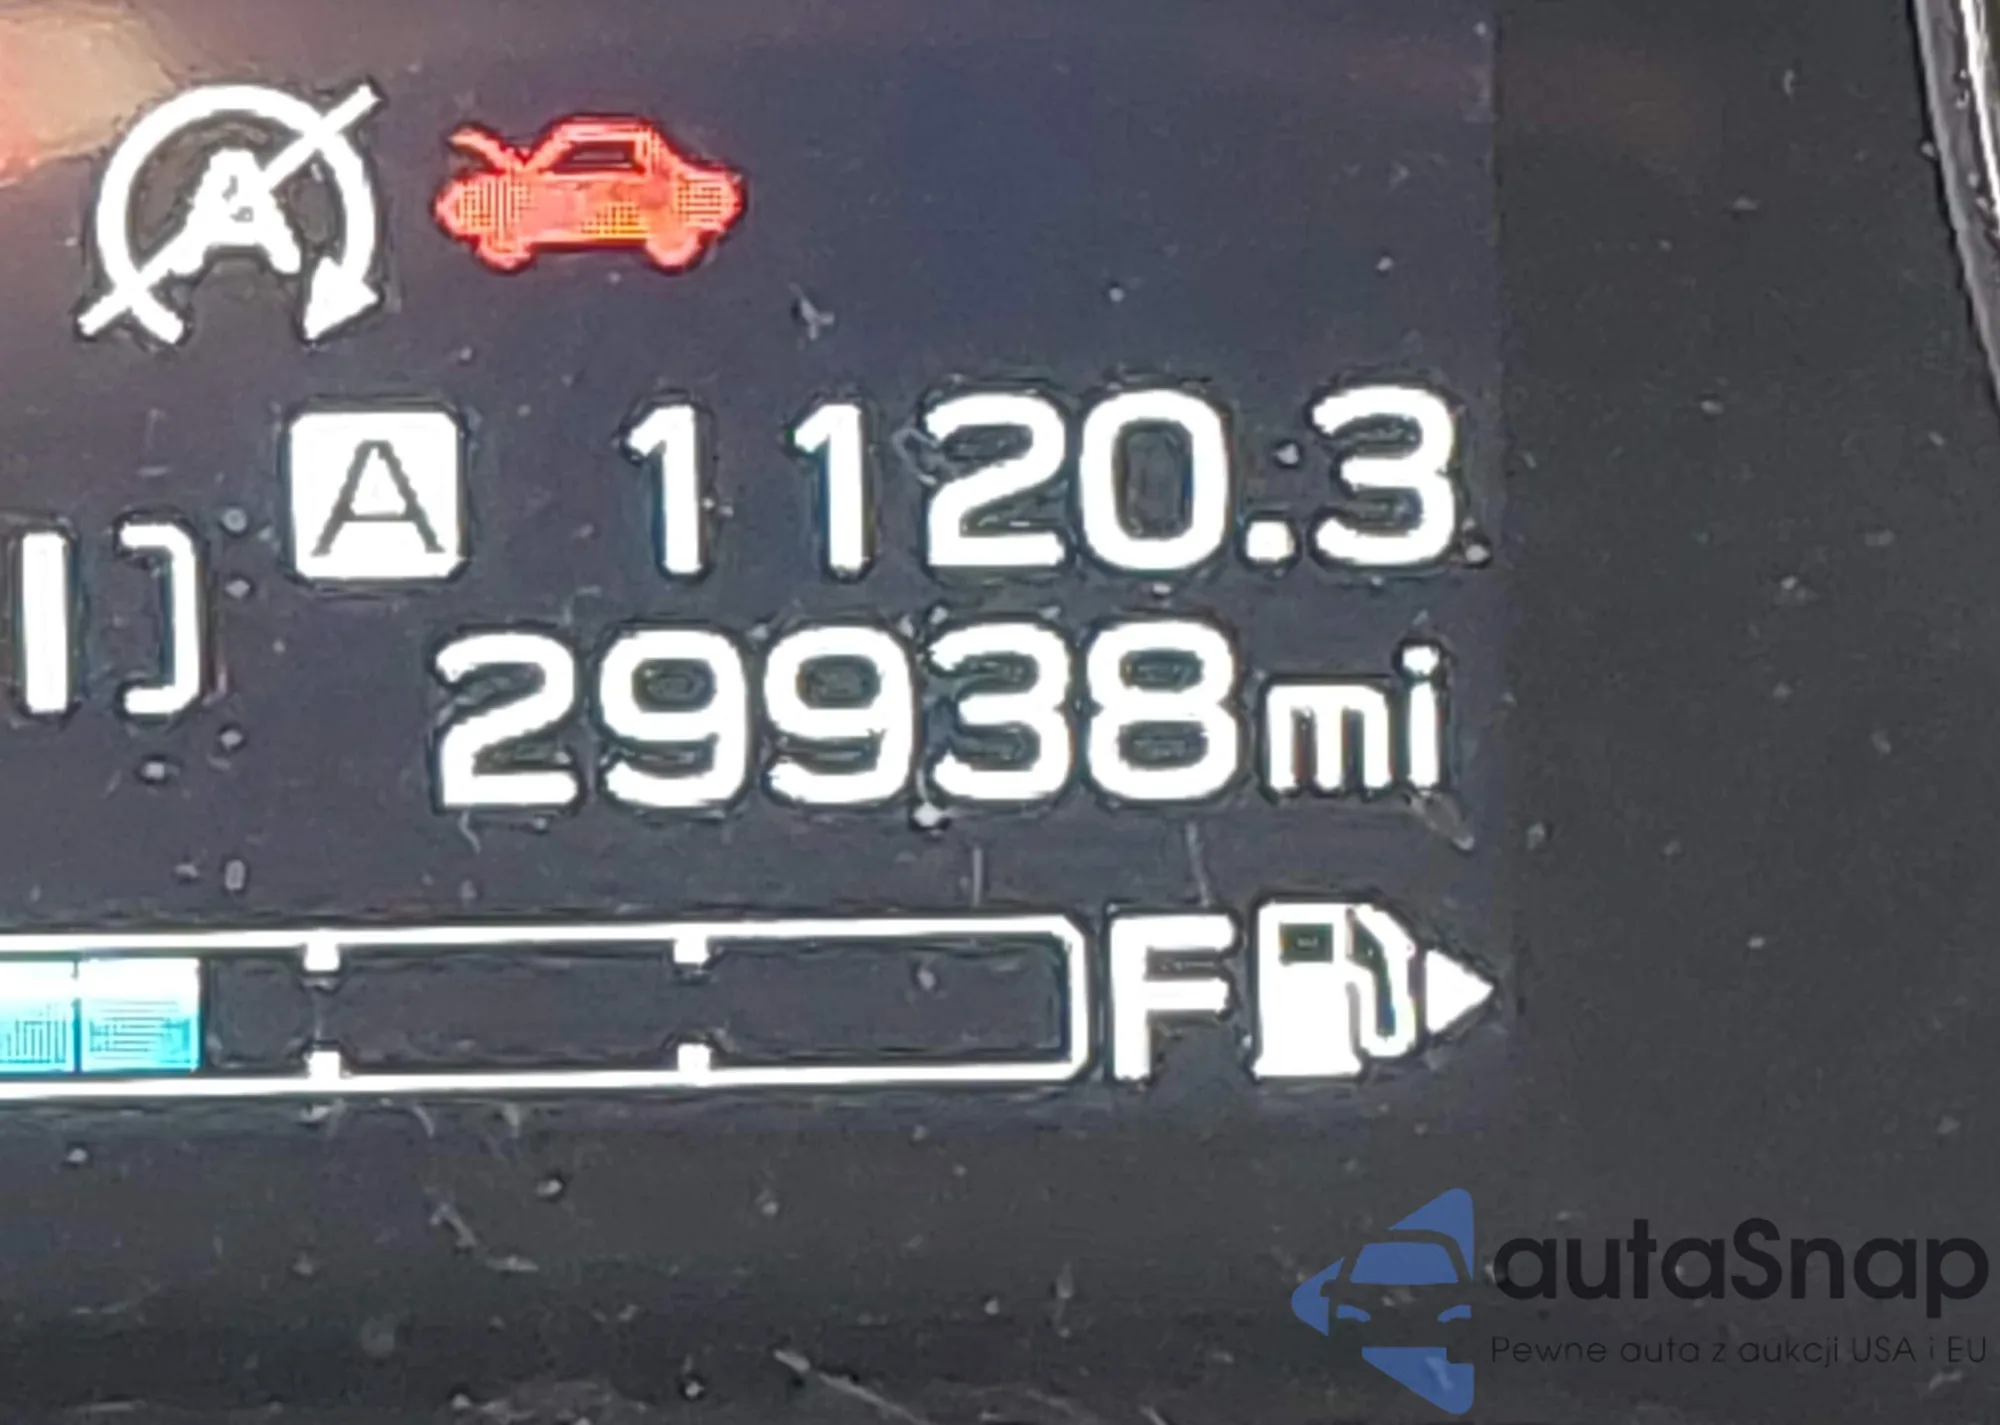 A 1120.3
29938mi
F
autaSnap
Pewne auta z aukcji USA i EU